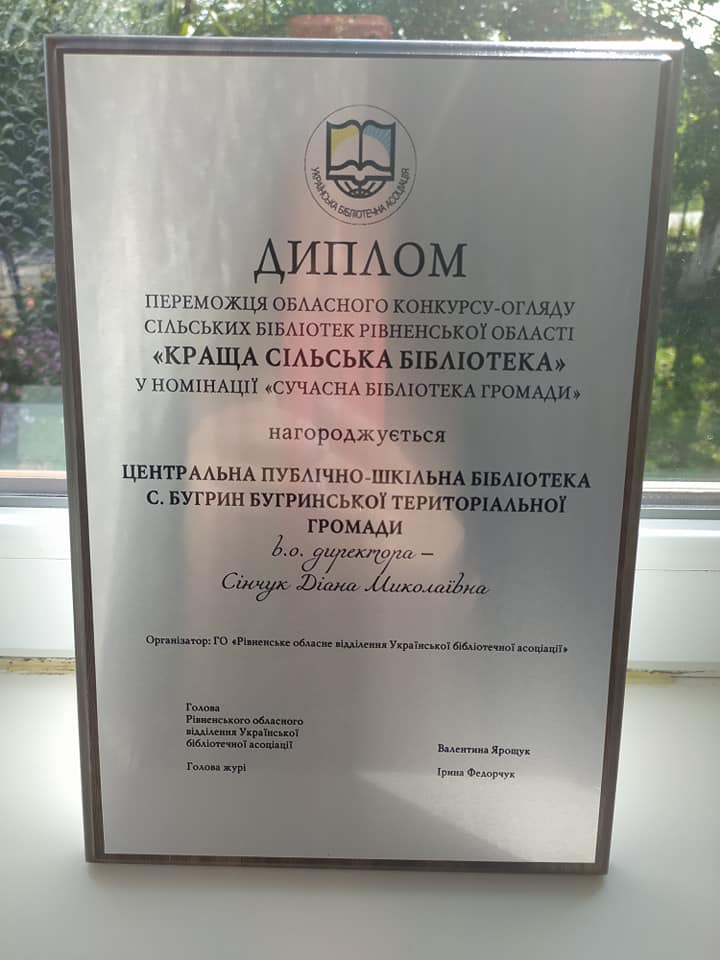 УКРАЇНСЬКА БІБЛІОТЕЧНА АСОЦІАЦІЯ
ДИПЛОМ
ПЕРЕМОЖЦЯ ОБЛАСНОГО КОНКУРСУ-ОГЛЯДУ
СІЛЬСЬКИХ БІБЛІОТЕК РІВНЕНСЬКОЇ ОБЛАСТІ
«КРАЩА СІЛЬСЬКА БІБЛІОТЕКА»
У НОМІНАЦІЇ «СУЧАСНА БІБЛІОТЕКА ГРОМАДИ»
нагороджується
ЦЕНТРАЛЬНА ПУБЛІЧНО-ШКІЛЬНА БІБЛІОТЕКА
С. БУГРИН БУГРИНСЬКОЇ ТЕРИТОРІАЛЬНОЇ
ГРОМАДИ
в.о. директора –
Сінчук Діана Миколаївна
Організатор: ГО «Рівненське обласне відділення Української бібліотечної асоціації»
Голова
Рівненського обласного
відділення Української
бібліотечної асоціації
Валентина Ярощук
Голова журі
Ірина Федорчук